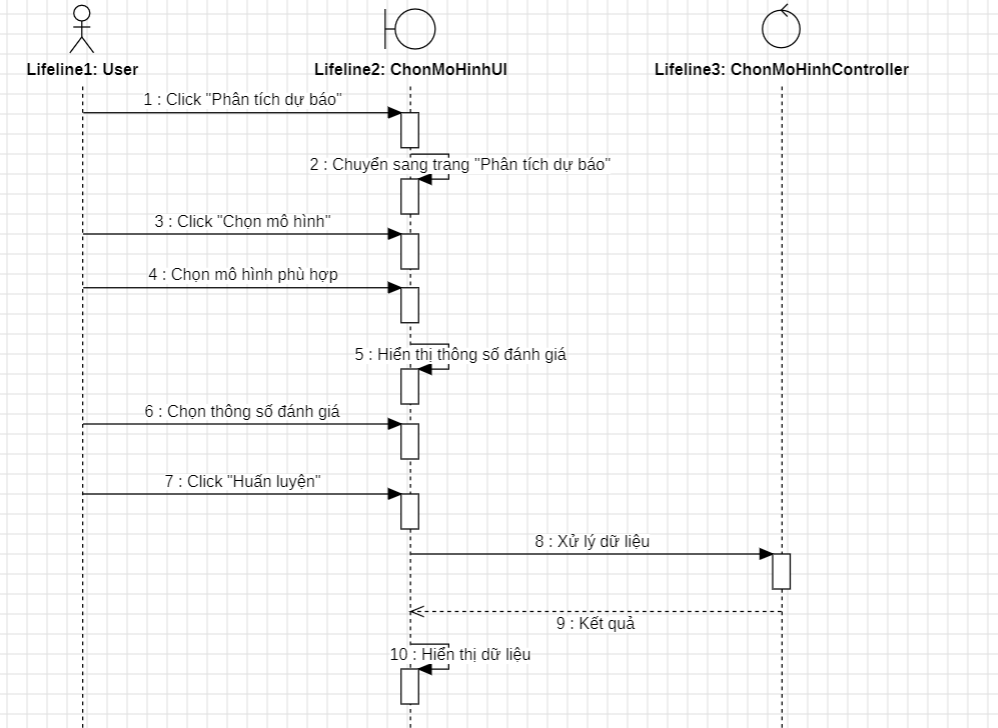 Lifeline1: User
Lifeline2: ChonMoHinhUI
Lifeline3: ChonMoHinhController
1 : Click "Phân tích dự báo"
2 : Chuyển sang trang "Phân tích dự báo"
3 : Click "Chọn mô hình"
4 : Chọn mô hình phù hợp
5 : Hiển thị thông số đánh giá
6 : Chọn thông số đánh giá
7 : Click "Huấn luyện"
8 : Xử lý dữ liệu
9 : Kết quả
10 : Hiển thị dữ liệu